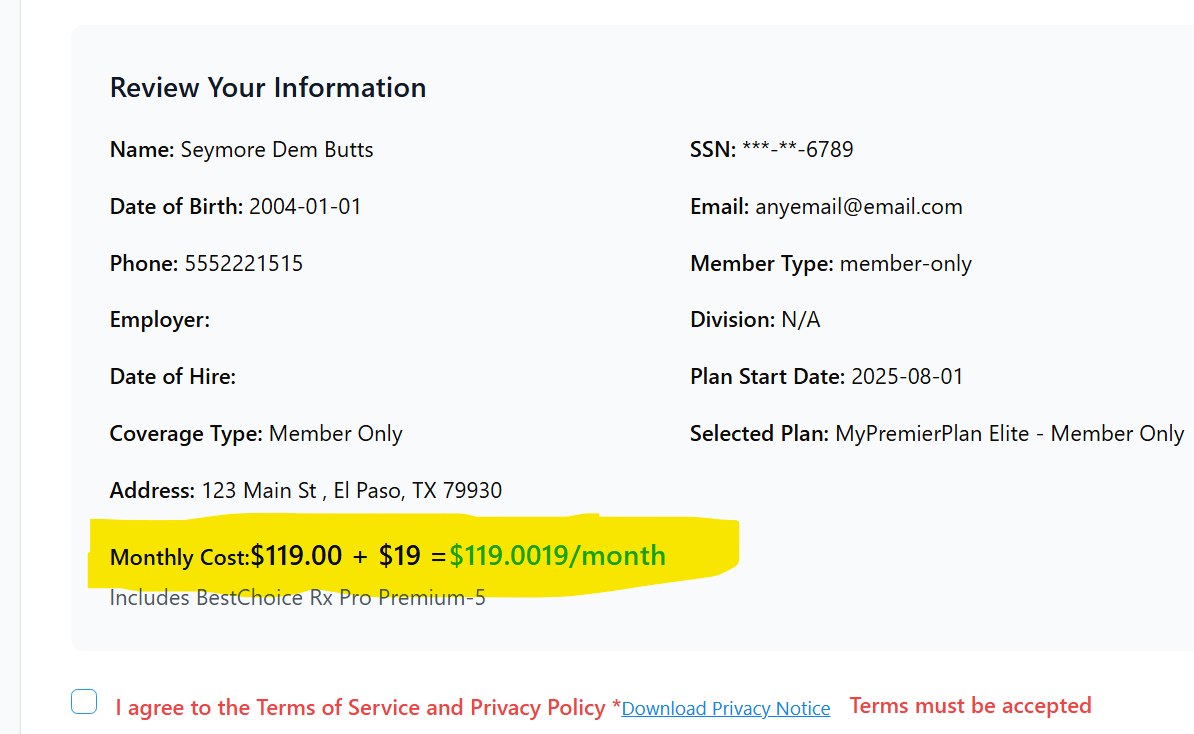 Review Your Information
Name: Seymore Dem Butts
SSN: ***-**-6789
Date of Birth: 2004-01-01
Email: anyemail@email.com
Phone: 5552221515
Member Type: member-only
Employer:
Division: N/A
Date of Hire:
Plan Start Date: 2025-08-01
Coverage Type: Member Only
Selected Plan: MyPremierPlan Elite - Member Only
Address: 123 Main St , El Paso, TX 79930
Monthly Cost:$119.00 + $19 =$119.0019/month
Includes BestChoice Rx Pro Premium-5
I agree to the Terms of Service and Privacy Policy *Download Privacy Notice Terms must be accepted